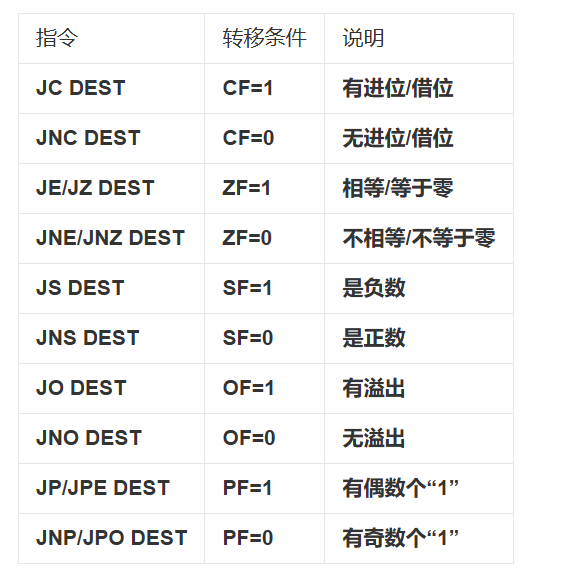 指令 转移条件 说明
JC DEST CF=1 有进位/借位
JNC DEST CF=0 无进位/借位
JE/JZ DEST ZF=1 相等/等于零
JNE/JNZ DEST ZF=0 不相等/不等于零
JS DEST SF=1 是负数
JNS DEST SF=0 是正数
JO DEST OF=1 有溢出
JNO DEST OF=0 无溢出
JP/JPE DEST PF=1 有偶数个“1”
JNP/JPO DEST PF=0 有奇数个“1”